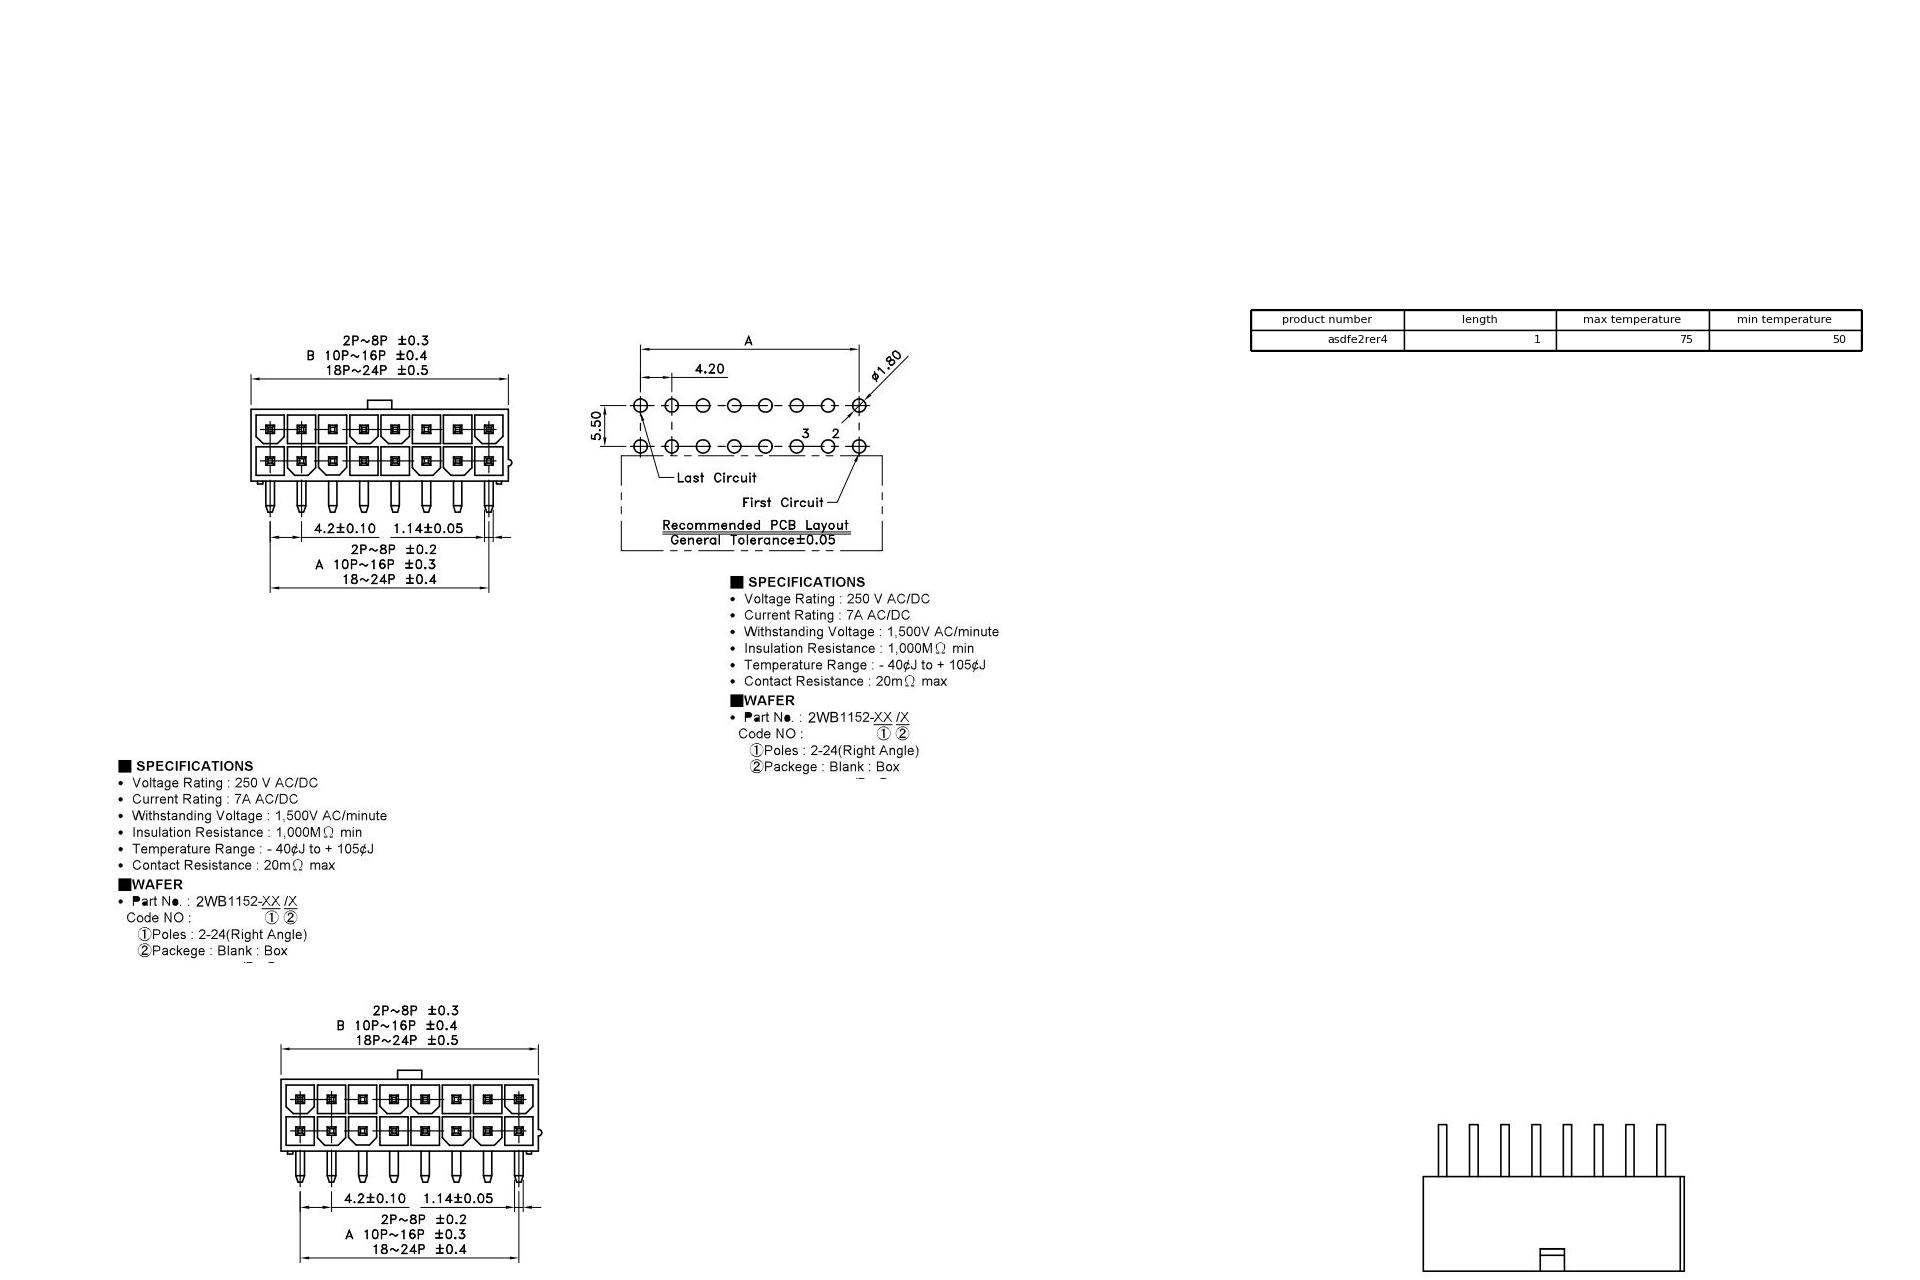 product number length max temperature min temperature
asdfe2rer4 1 75 50
2P~8P ±0.3
B 10P~16P ±0.4
18P~24P ±0.5
4.2±0.10 1.14±0.05
2P~8P ±0.2
A 10P~16P ±0.3
18~24P ±0.4
A
4.20
ø1.80
5.50
3 2
Last Circuit
First Circuit
Recommended PCB Layout
General Tolerance±0.05
■ SPECIFICATIONS
• Voltage Rating : 250 V AC/DC
• Current Rating : 7A AC/DC
• Withstanding Voltage : 1,500V AC/minute
• Insulation Resistance : 1,000MΩ min
• Temperature Range : - 40¢J to + 105¢J
• Contact Resistance : 20mΩ max
■WAFER
• Part No. : 2WB1152-XX /X
Code NO : ① ②
①Poles : 2-24(Right Angle)
②Packege : Blank : Box
■ SPECIFICATIONS
• Voltage Rating : 250 V AC/DC
• Current Rating : 7A AC/DC
• Withstanding Voltage : 1,500V AC/minute
• Insulation Resistance : 1,000MΩ min
• Temperature Range : - 40¢J to + 105¢J
• Contact Resistance : 20mΩ max
■WAFER
• Part No. : 2WB1152-XX /X
Code NO : ① ②
①Poles : 2-24(Right Angle)
②Packege : Blank : Box
2P~8P ±0.3
B 10P~16P ±0.4
18P~24P ±0.5
4.2±0.10 1.14±0.05
2P~8P ±0.2
A 10P~16P ±0.3
18~24P ±0.4